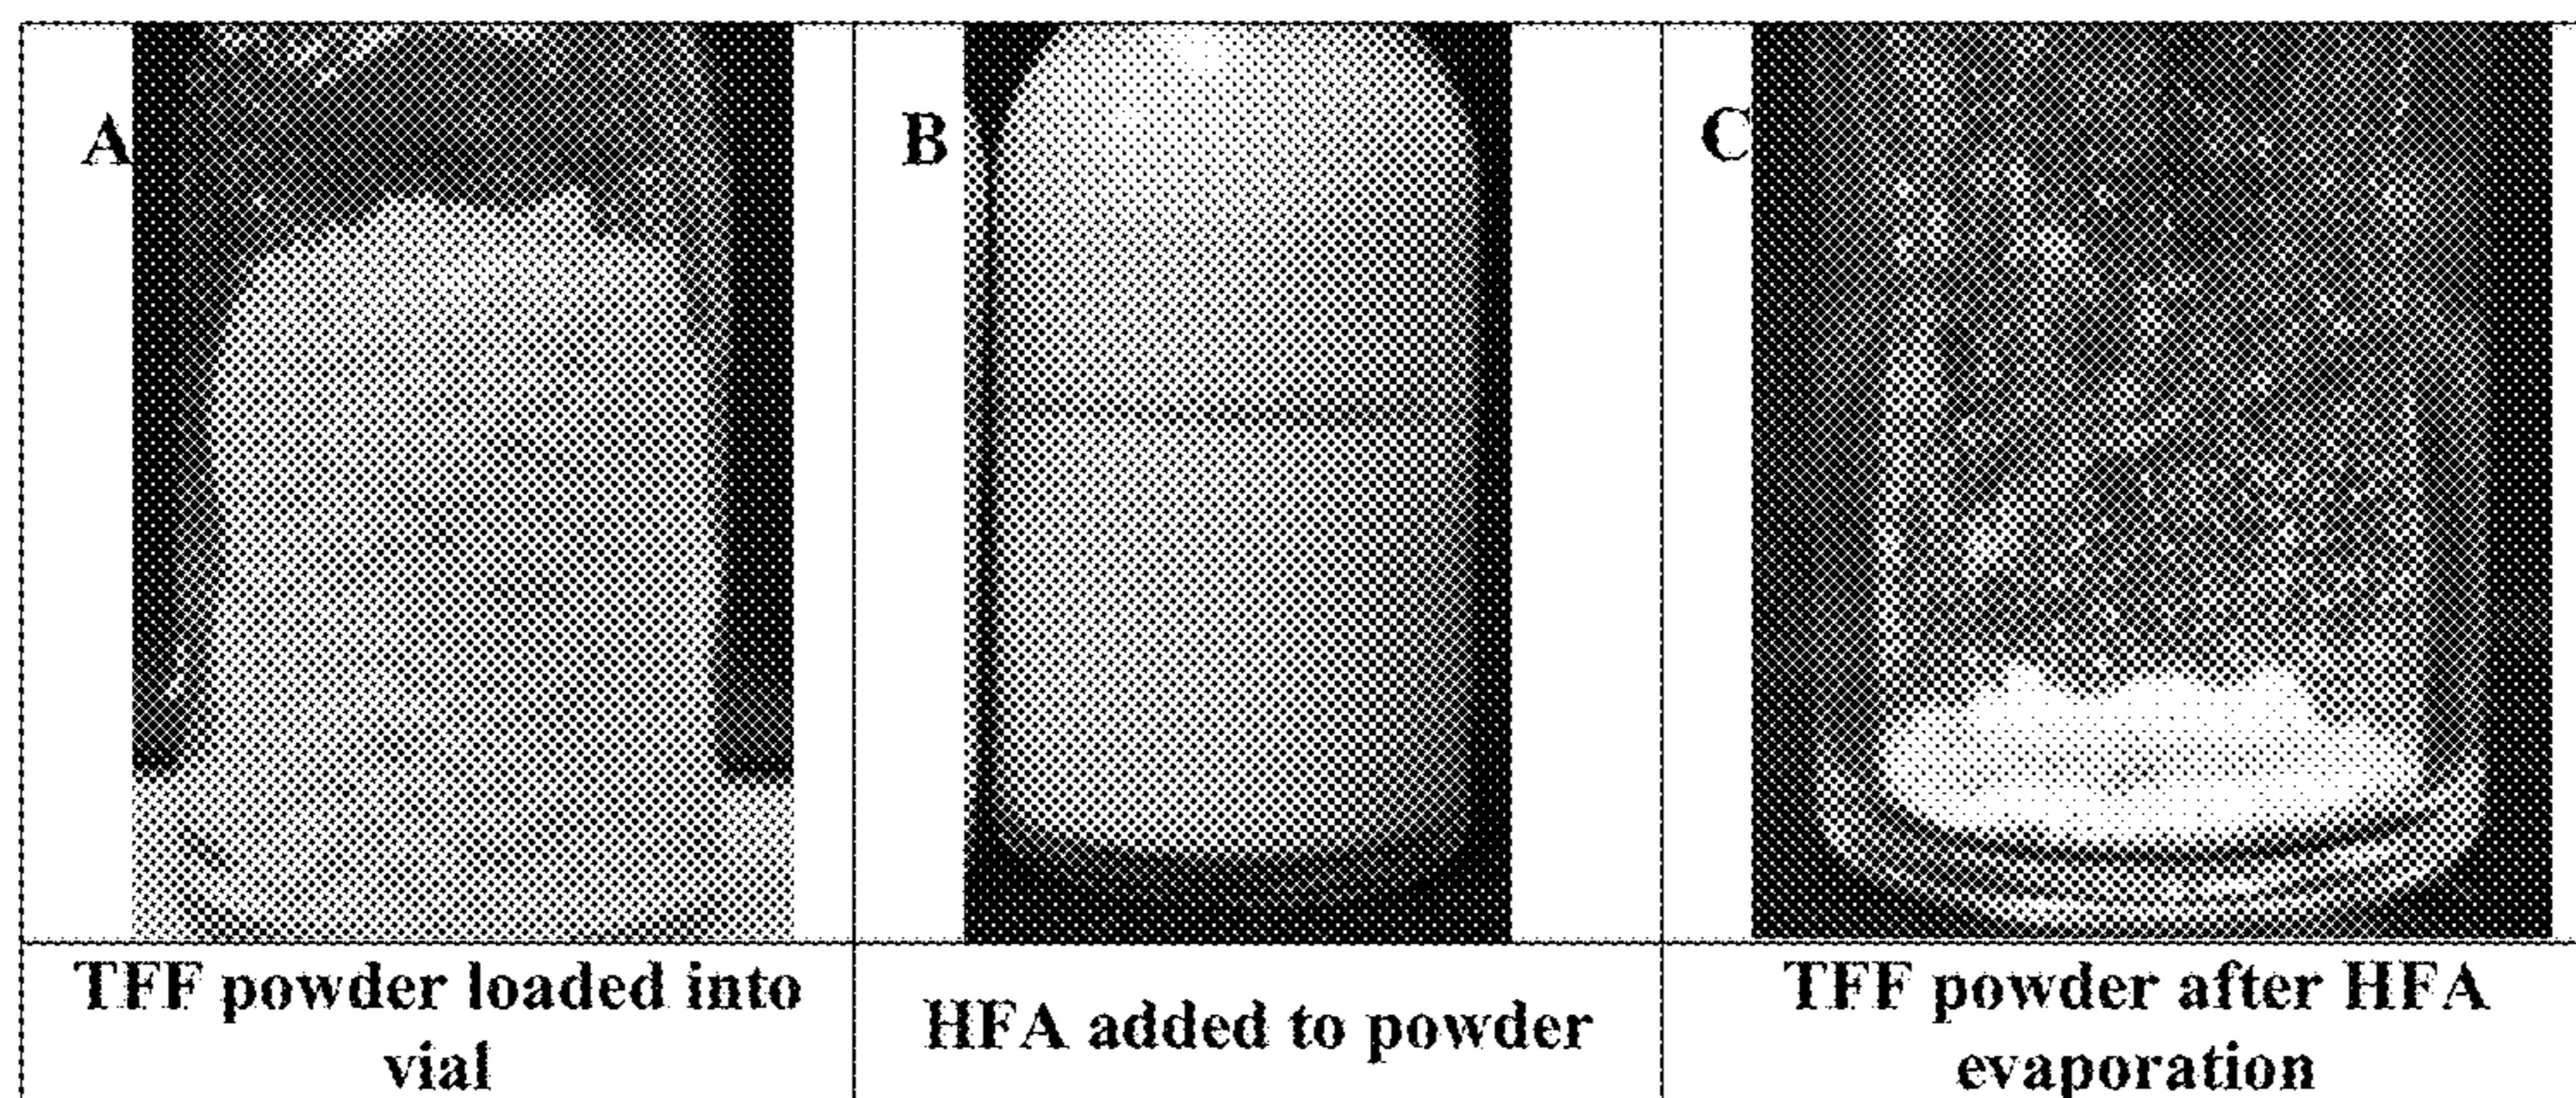 A
B
C
TFF powder loaded into
vial
HFA added to powder
TFF powder after HFA
evaporation